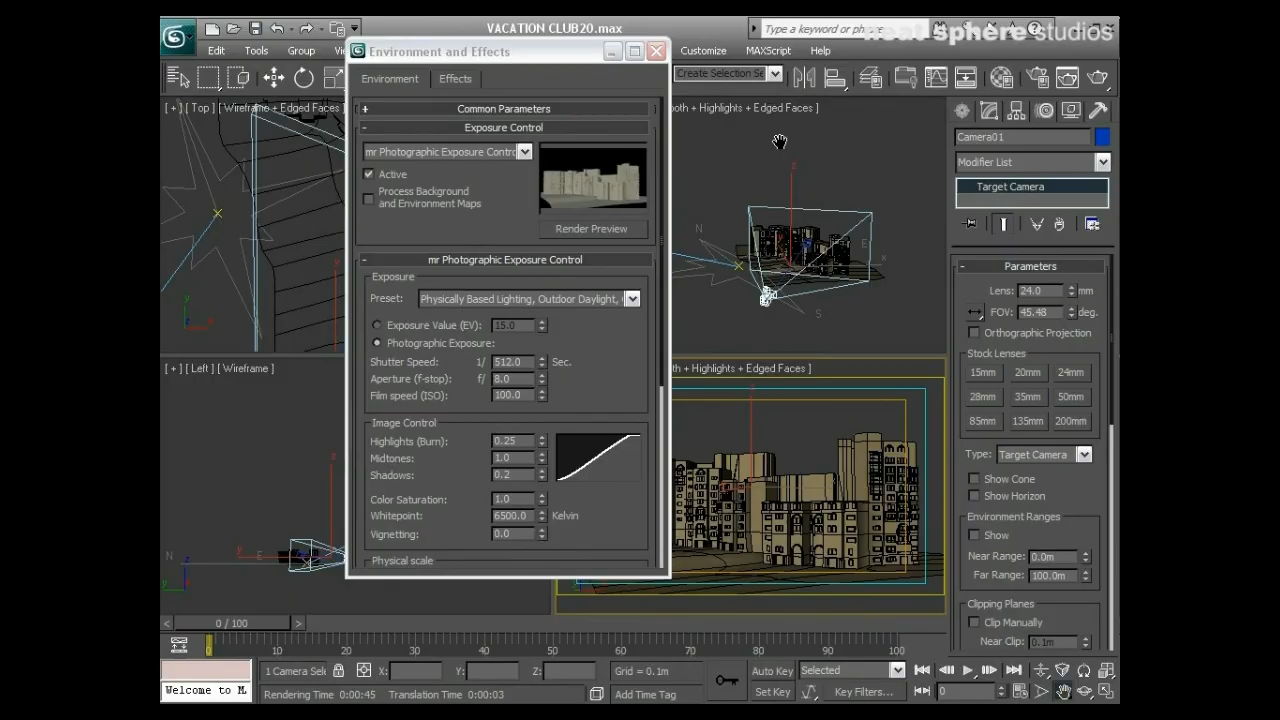 VACATION CLUB20.max
Type a keyword or phrase
sphere studios
Edit
Tools
Group
Customize
MAXScript
Help
Environment and Effects
Environment
Effects
Create Selection Se
[ + ] [ Top ] [ Wireframe + Edged Faces ]
oth + Highlights + Edged Faces ]
+ Common Parameters
- Exposure Control
mr Photographic Exposure Contro
Active
Process Background
and Environment Maps
Render Preview
- mr Photographic Exposure Control
Exposure
Preset: Physically Based Lighting, Outdoor Daylight,
Exposure Value (EV): 15.0
Photographic Exposure:
Shutter Speed: 1/ 512.0 Sec.
Aperture (f-stop): f/ 8.0
Film speed (ISO): 100.0
Image Control
Highlights (Burn): 0.25
Midtones: 1.0
Shadows: 0.2
Color Saturation: 1.0
Whitepoint: 6500.0 Kelvin
Vignetting: 0.0
Physical scale
z
N
E
x
S
[ + ] [ Left ] [ Wireframe ]
th + Highlights + Edged Faces ]
N
E
Camera01
Modifier List
Target Camera
- Parameters
Lens: 24.0 mm
FOV: 45.48 deg.
Orthographic Projection
Stock Lenses
15mm 20mm 24mm
28mm 35mm 50mm
85mm 135mm 200mm
Type: Target Camera
Show Cone
Show Horizon
Environment Ranges
Show
Near Range: 0.0m
Far Range: 100.0m
Clipping Planes
Clip Manually
Near Clip: 0.1m
< 0 / 100 >
0 10 20 30 40 50 60 70 80 90 100
1 Camera Sel
X:
Y:
Z:
Grid = 0.1m
Auto Key
Selected
Welcome to M
Rendering Time 0:00:45
Translation Time 0:00:03
Add Time Tag
Set Key
Key Filters...
0